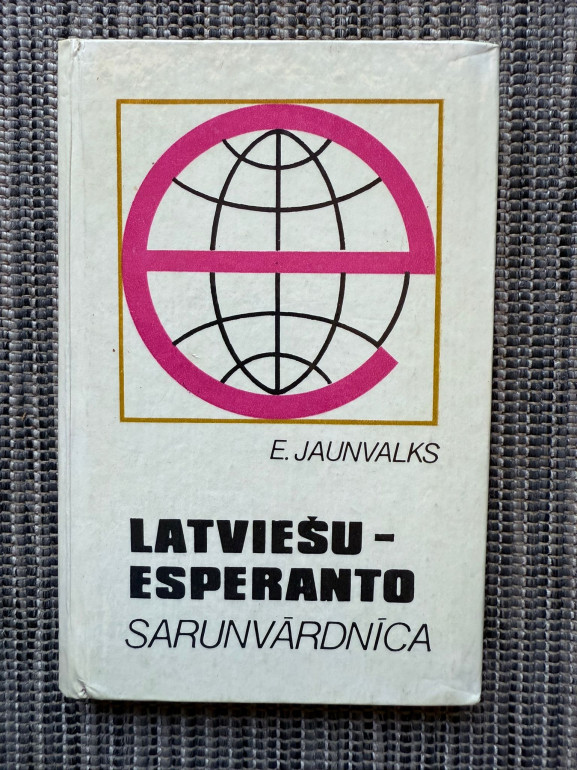 E. JAUNVALKS
LATVIEŠU-
ESPERANTO
SARUNVĀRDNĪCA